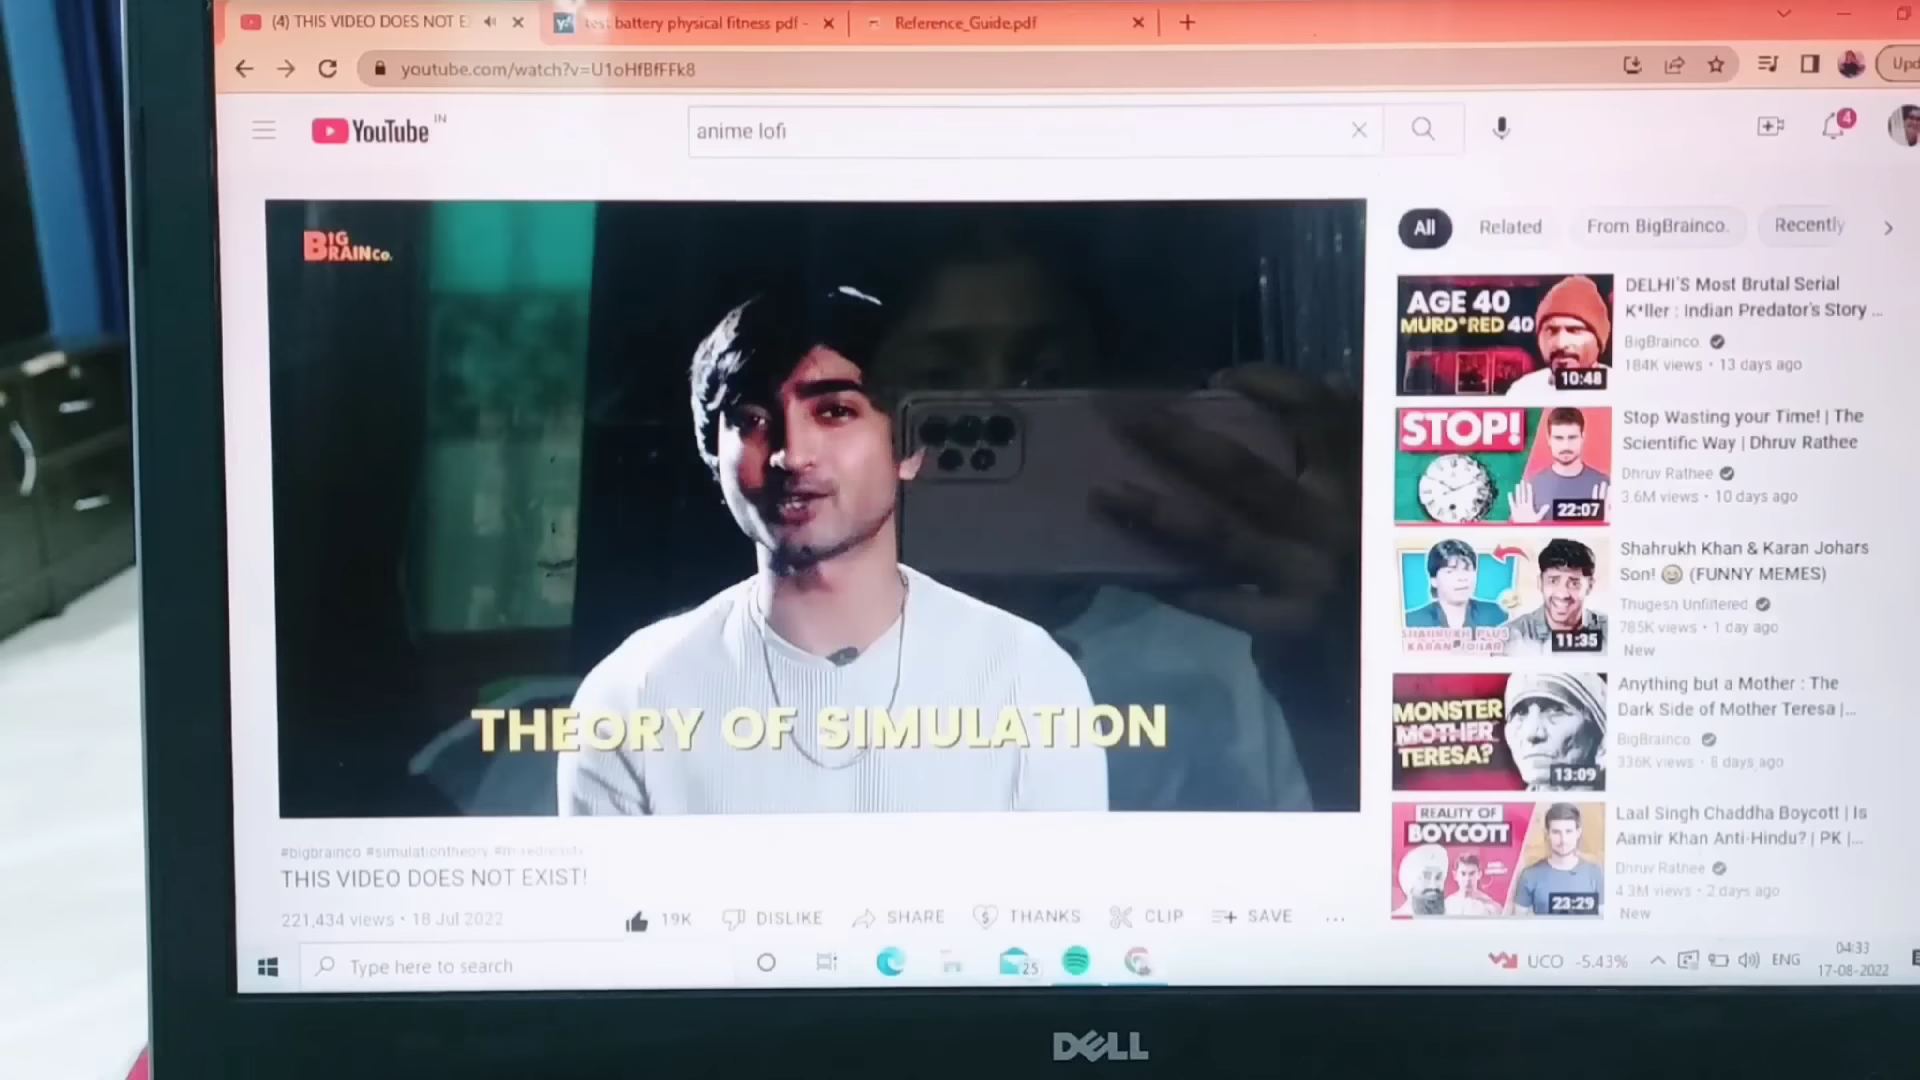 (4) THIS VIDEO DOES NOT E
test battery physical fitness pdf -
Reference_Guide.pdf
youtube.com/watch?v=U1oHfBfFFk8
Upd
YouTube IN
anime lofi
4
BIG BRAINco.
THEORY OF SIMULATION
All
Related
From BigBrainco.
Recently
AGE 40
MURD*RED 40
10:48
DELHI'S Most Brutal Serial
K*ller : Indian Predator's Story ...
BigBrainco.
184K views • 13 days ago
STOP!
22:07
Stop Wasting your Time! | The
Scientific Way | Dhruv Rathee
Dhruv Rathee
3.6M views • 10 days ago
SHAHRUKH PLUS
KARAN JOHAR
11:35
Shahrukh Khan & Karan Johars
Son! 😂 (FUNNY MEMES)
Thugesh Unfiltered
785K views • 1 day ago
New
MONSTER
MOTHER
TERESA?
13:09
Anything but a Mother : The
Dark Side of Mother Teresa |...
BigBrainco.
336K views • 8 days ago
REALITY OF
BOYCOTT
23:29
Laal Singh Chaddha Boycott | Is
Aamir Khan Anti-Hindu? | PK |...
Dhruv Rathee
4.3M views • 2 days ago
New
#bigbrainco #simulationtheory
THIS VIDEO DOES NOT EXIST!
221,434 views • 18 Jul 2022
19K
DISLIKE
SHARE
THANKS
CLIP
SAVE
...
Type here to search
25
UCO -5.43%
ENG
04:33
17-08-2022
DELL